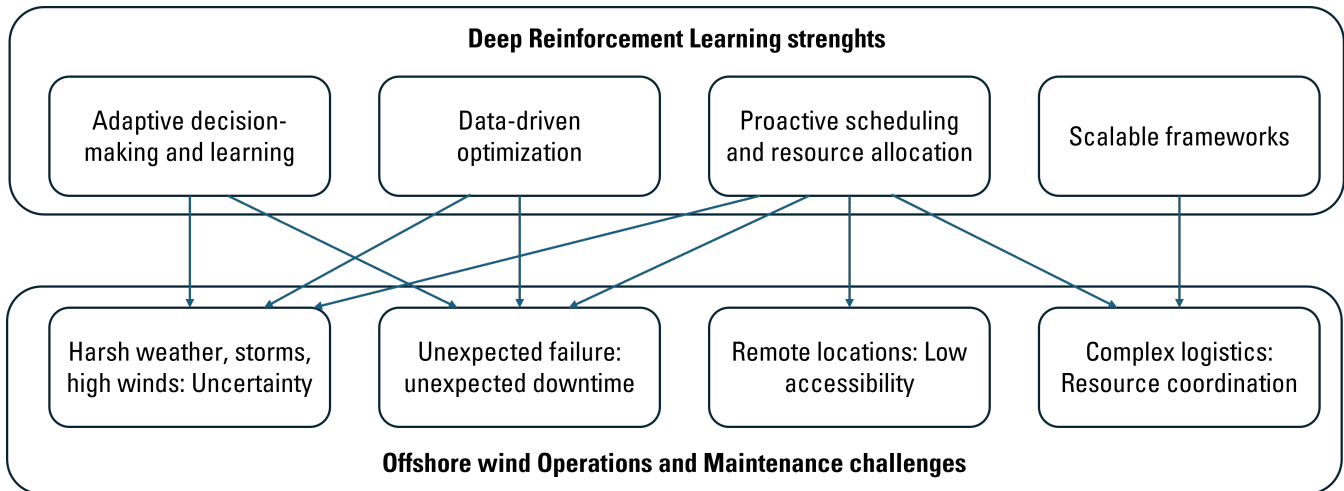 Deep Reinforcement Learning strenghts
Adaptive decision-
making and learning
Data-driven
optimization
Proactive scheduling
and resource allocation
Scalable frameworks
Harsh weather, storms,
high winds: Uncertainty
Unexpected failure:
unexpected downtime
Remote locations: Low
accessibility
Complex logistics:
Resource coordination
Offshore wind Operations and Maintenance challenges